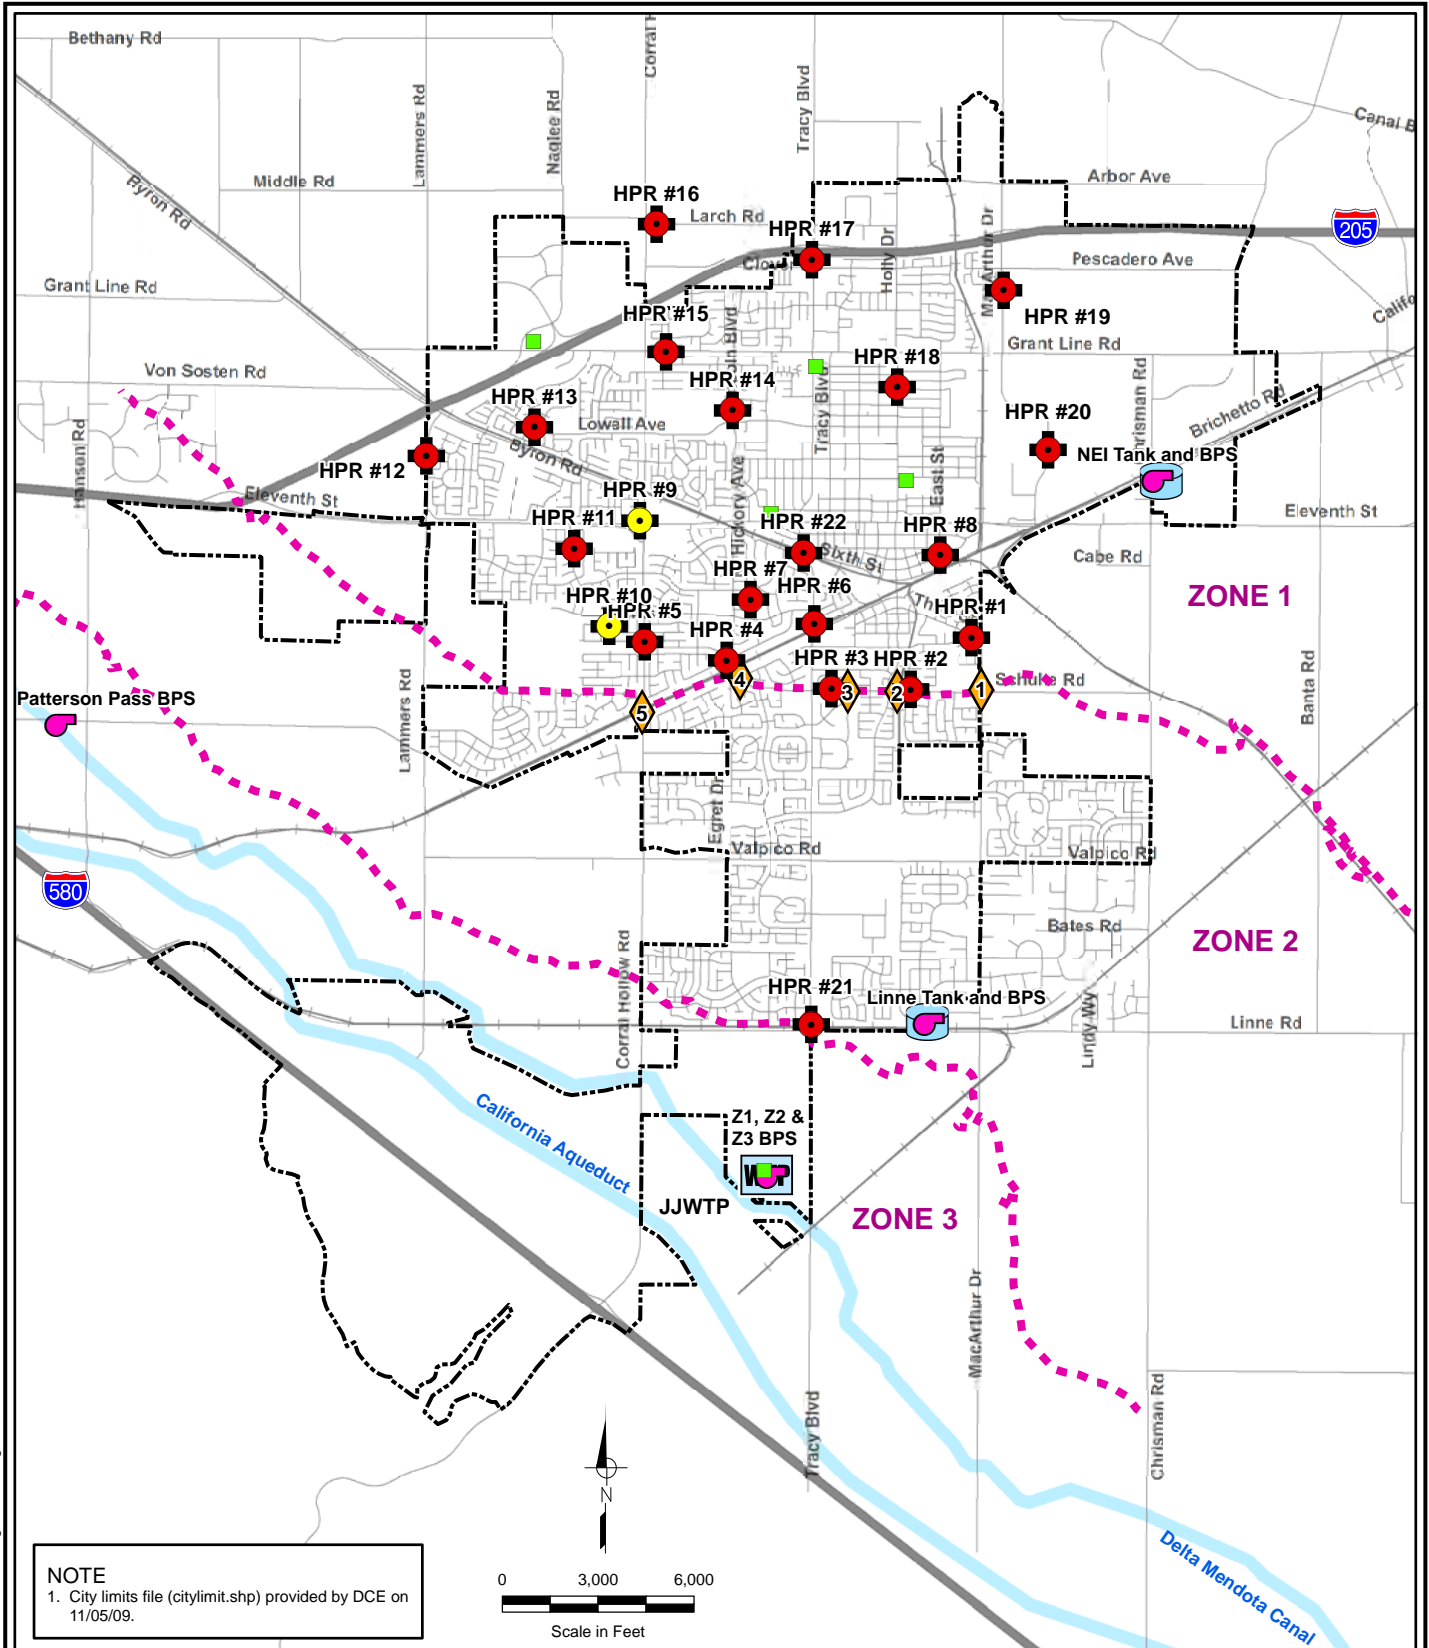 Bethany Rd
Corral H
Tracy Blvd
Lammers Rd
Naglee Rd
Canal B
Byron Rd
Middle Rd
Arbor Ave
HPR #16
Larch Rd
HPR #17
MacArthur Dr
205
Holly Dr
Clover
Pescadero Ave
Grant Line Rd
HPR #19
HPR #15
Grant Line Rd
Von Sosten Rd
HPR #18
HPR #14
Tracy Blvd
HPR #13
Lowell Ave
HPR #20
Brichetto Rd
Hanson Rd
HPR #12
Byron Rd
NEI Tank and BPS
East St
Hickory Ave
Eleventh St
HPR #9
Eleventh St
HPR #11
HPR #22
HPR #8
Sixth St
Cabe Rd
HPR #7
HPR #6
ZONE 1
HPR #10
HPR #5
HPR #1
HPR #4
HPR #3
HPR #2
Schulte Rd
4
3
2
1
5
Banta Rd
Patterson Pass BPS
Lammers Rd
Egret Dr
Valpico Rd
Valpico Rd
580
Bates Rd
ZONE 2
Corral Hollow Rd
HPR #21
Linne Tank and BPS
Lindy Wy
Linne Rd
California Aqueduct
Z1, Z2 &
Z3 BPS
JJWTP
ZONE 3
MacArthur Dr
Tracy Blvd
Chrisman Rd
N
Delta Mendota Canal
NOTE
1. City limits file (citylimit.shp) provided by DCE on
11/05/09.
0 3,000 6,000
Scale in Feet